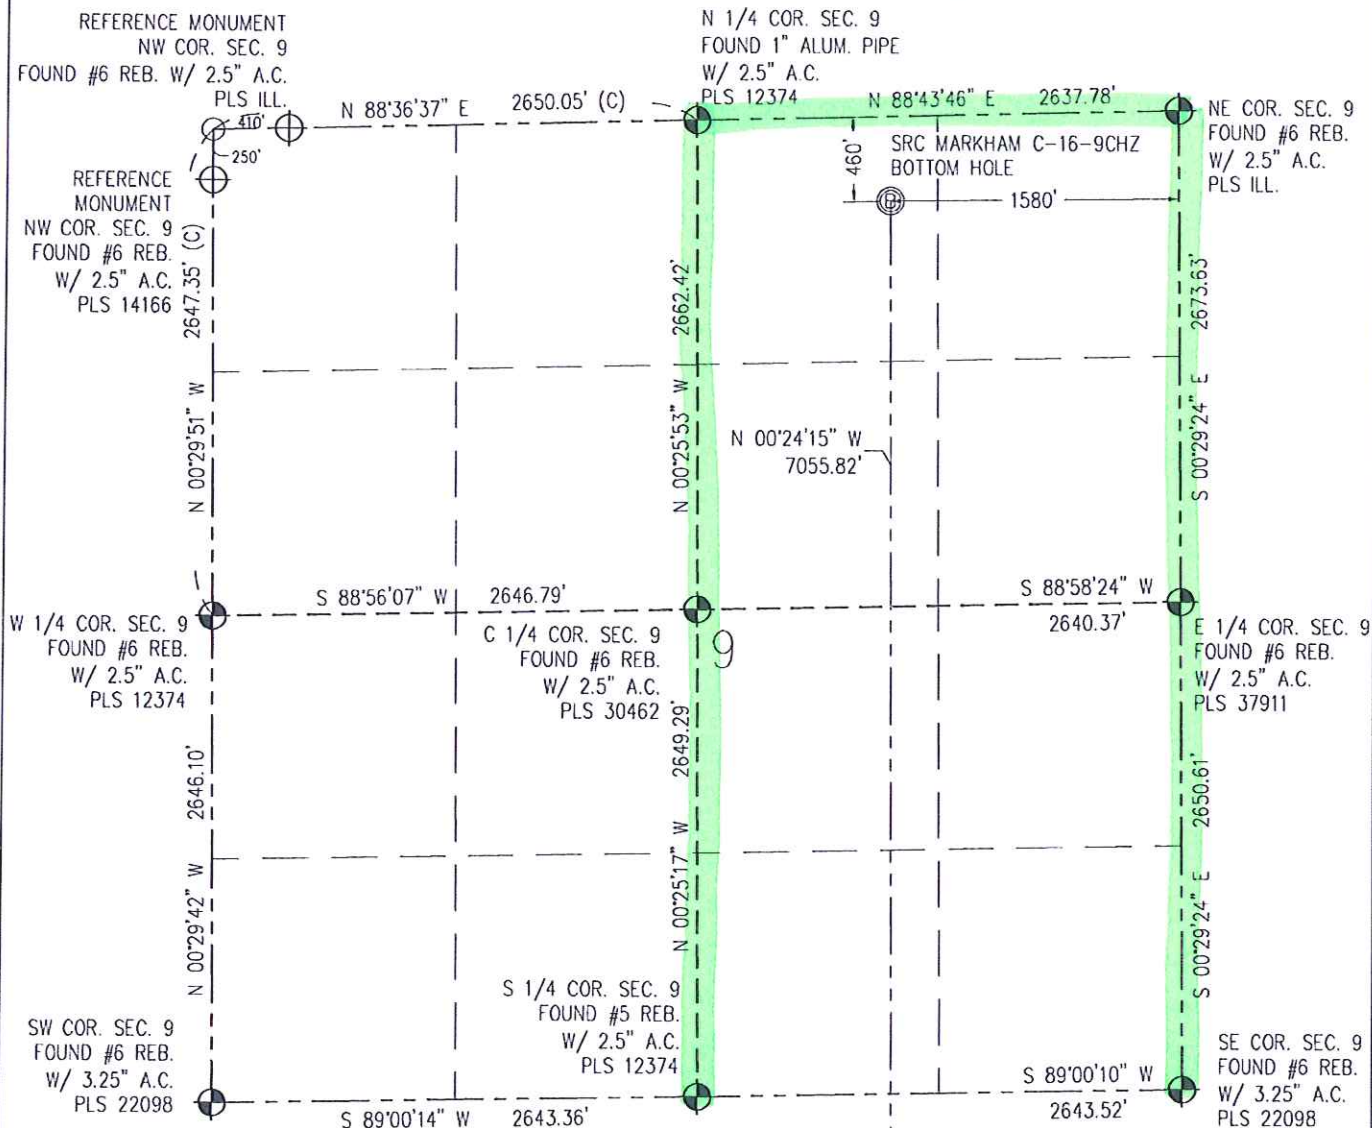 REFERENCE MONUMENT
NW COR. SEC. 9
FOUND #6 REB. W/ 2.5" A.C.
PLS ILL.
410'
250'
N 88°36'37" E 2650.05' (C)
N 1/4 COR. SEC. 9
FOUND 1" ALUM. PIPE
W/ 2.5" A.C.
PLS 12374
N 88°43'46" E 2637.78'
NE COR. SEC. 9
FOUND #6 REB.
W/ 2.5" A.C.
PLS ILL.
460'
SRC MARKHAM C-16-9CHZ
BOTTOM HOLE
B
1580'
REFERENCE
MONUMENT
NW COR. SEC. 9
FOUND #6 REB.
W/ 2.5" A.C.
PLS 14166
N 00°29'51" W 2647.35' (C)
N 00°25'53" W 2662.42'
N 00°24'15" W
7055.82'
S 00°29'24" E 2673.63'
W 1/4 COR. SEC. 9
FOUND #6 REB.
W/ 2.5" A.C.
PLS 12374
S 88°56'07" W 2646.79'
C 1/4 COR. SEC. 9
FOUND #6 REB.
W/ 2.5" A.C.
PLS 30462
9
S 88°58'24" W
2640.37'
E 1/4 COR. SEC. 9
FOUND #6 REB.
W/ 2.5" A.C.
PLS 37911
N 00°29'42" W 2646.10'
N 00°25'17" W 2649.29'
S 00°29'24" E 2650.61'
SW COR. SEC. 9
FOUND #6 REB.
W/ 3.25" A.C.
PLS 22098
S 89°00'14" W 2643.36'
S 1/4 COR. SEC. 9
FOUND #5 REB.
W/ 2.5" A.C.
PLS 12374
S 89°00'10" W
2643.52'
SE COR. SEC. 9
FOUND #6 REB.
W/ 3.25" A.C.
PLS 22098